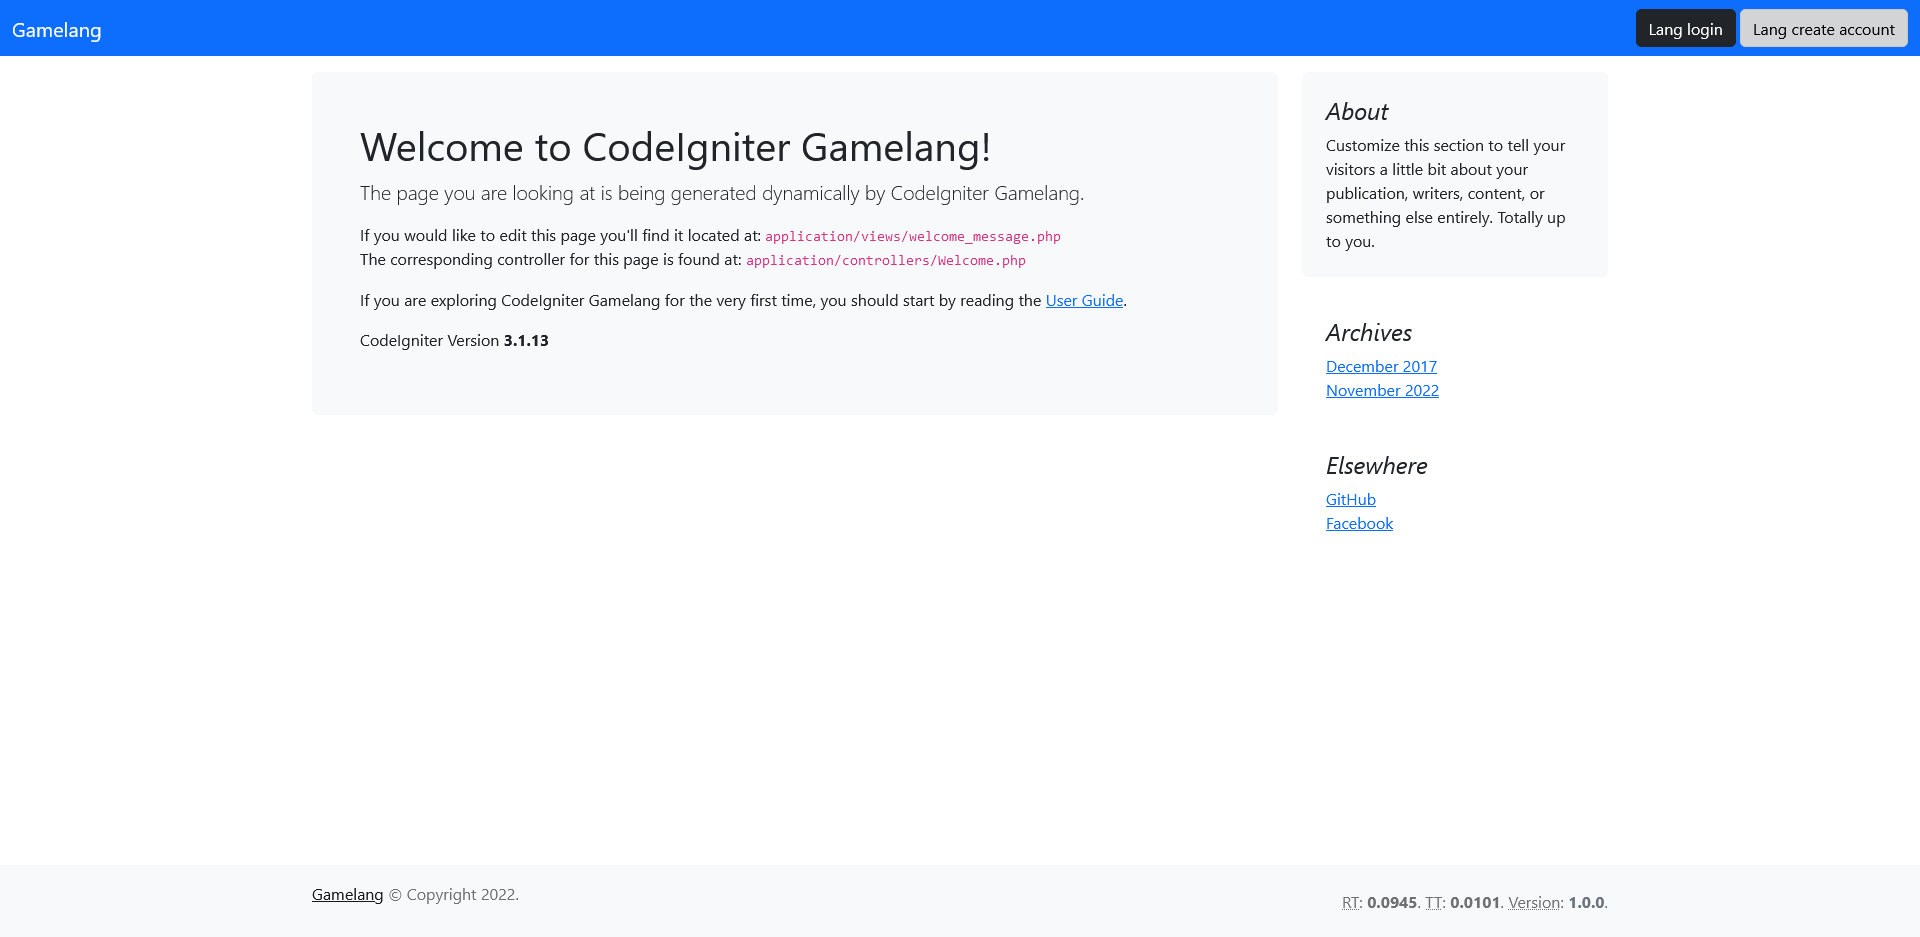 Gamelang
Lang login
Lang create account
Welcome to CodeIgniter Gamelang!
The page you are looking at is being generated dynamically by CodeIgniter Gamelang.
If you would like to edit this page you'll find it located at: application/views/welcome_message.php
The corresponding controller for this page is found at: application/controllers/Welcome.php
If you are exploring CodeIgniter Gamelang for the very first time, you should start by reading the User Guide.
CodeIgniter Version 3.1.13
About
Customize this section to tell your
visitors a little bit about your
publication, writers, content, or
something else entirely. Totally up
to you.
Archives
December 2017
November 2022
Elsewhere
GitHub
Facebook
Gamelang © Copyright 2022.
RT: 0.0945. TT: 0.0101. Version: 1.0.0.